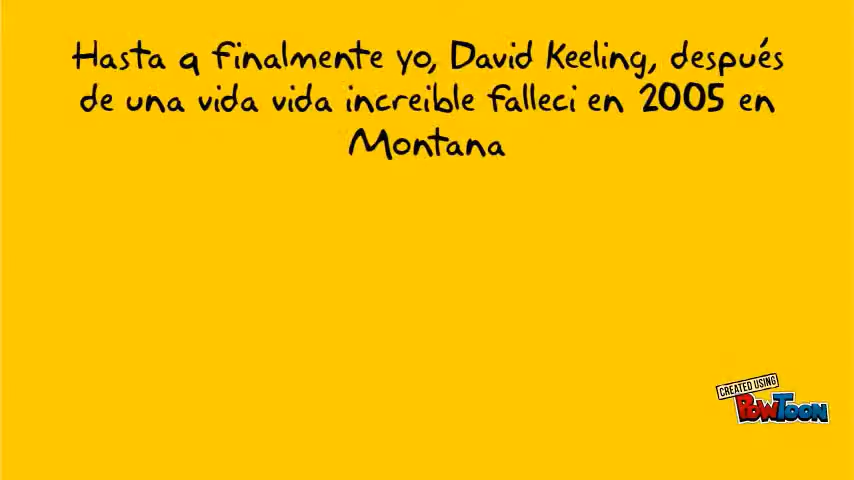 Hasta q finalmente yo, David Keeling, después
de una vida vida increible falleci en 2005 en
Montana
CREATED USING
POWTOON